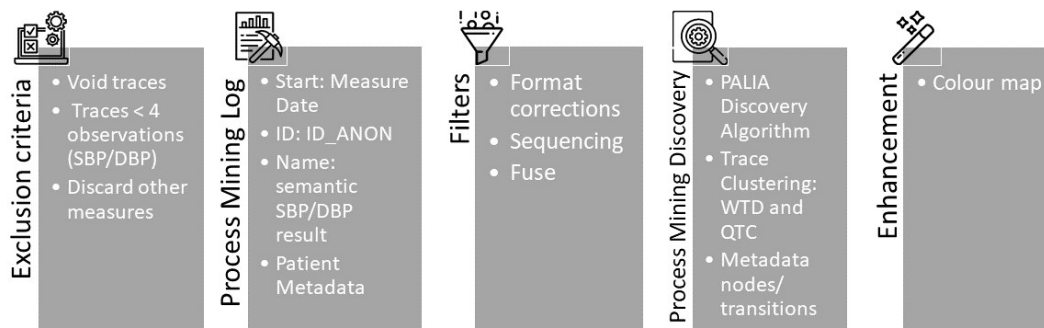 Exclusion criteria
• Void traces
• Traces < 4
observations
(SBP/DBP)
• Discard other
measures
Process Mining Log
• Start: Measure
Date
• ID: ID_ANON
• Name:
semantic
SBP/DBP
result
• Patient
Metadata
Filters
• Format
corrections
• Sequencing
• Fuse
Process Mining Discovery
• PALIA
Discovery
Algorithm
• Trace
Clustering:
WTD and
QTC
• Metadata
nodes/
transitions
Enhancement
• Colour map